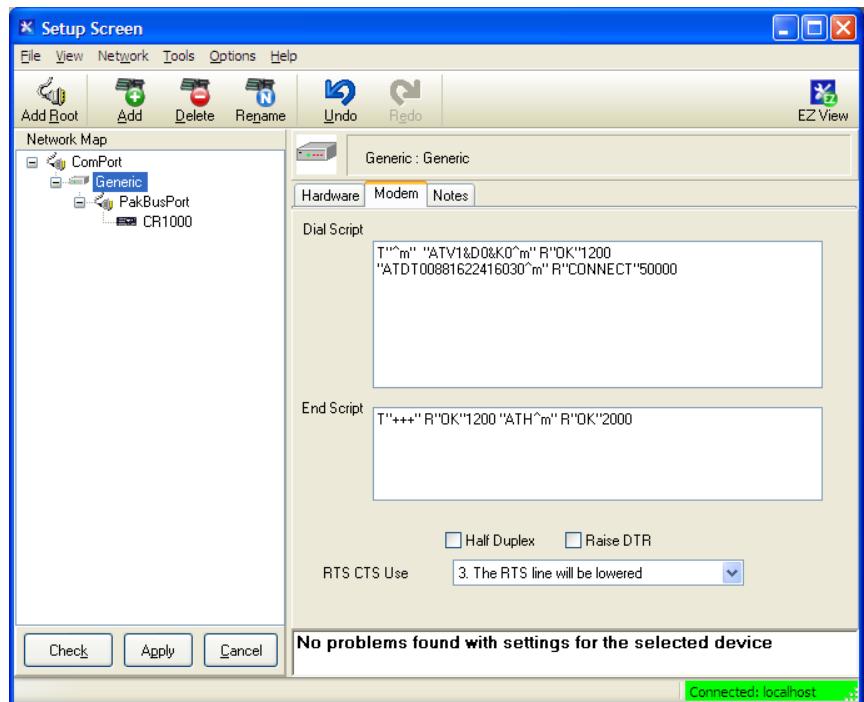 Setup Screen
File View Network Tools Options Help
Add Root Add Delete Rename Undo Redo EZ View
Network Map
ComPort
Generic
PakBusPort
CR1000
Generic : Generic
Hardware Modem Notes
Dial Script
T"^m" "ATV1&D0&K0^m" R"OK"1200
"ATDT00881622416030^m" R"CONNECT"50000
End Script
T"+++" R"OK"1200 "ATH^m" R"OK"2000
Half Duplex Raise DTR
RTS CTS Use 3. The RTS line will be lowered
Check Apply Cancel
No problems found with settings for the selected device
Connected: localhost